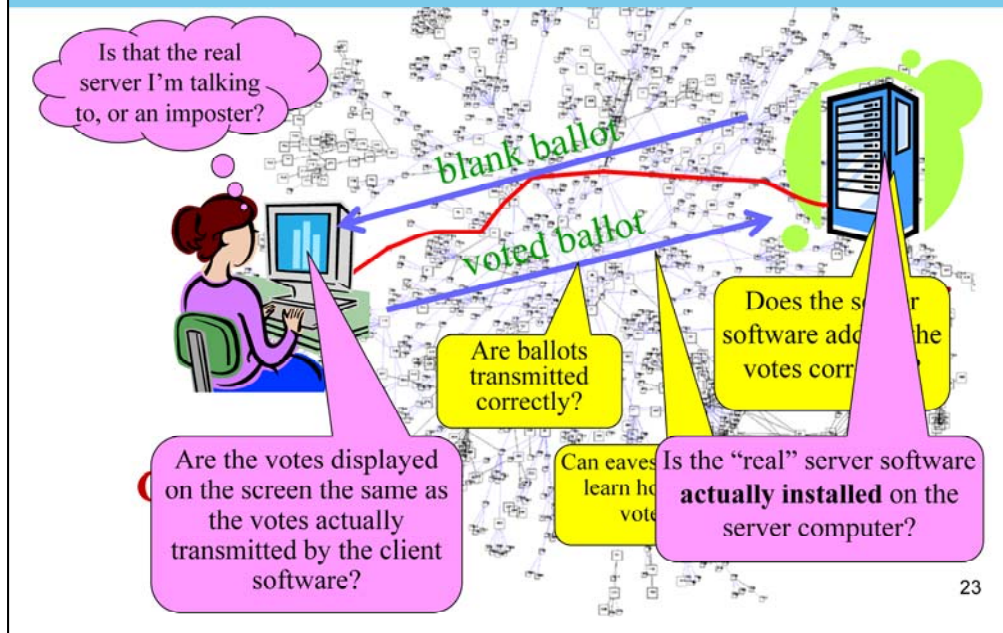 Is that the real
server I'm talking
to, or an imposter?
blank ballot
voted ballot
Are ballots
transmitted
correctly?
Does the
software the
votes
Can
learn
Are the votes displayed
on the screen the same as
the votes actually
transmitted by the client
software?
Is the “real” server software
actually installed on the
server computer?
23